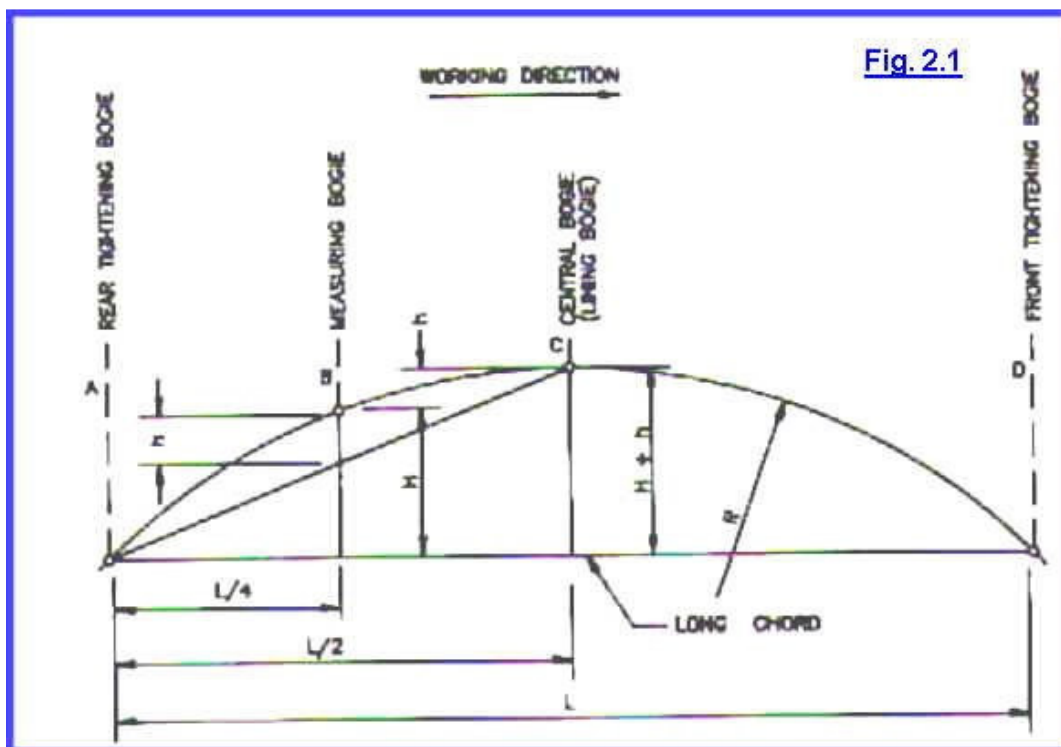 Fig. 2.1
WORKING DIRECTION
REAR TIGHTENING BOGIE
MEASURING BOGIE
CENTRAL BOGIE
(LINING BOGIE)
FRONT TIGHTENING BOGIE
h
A
B
C
D
h
H
H + h
R
L/4
LONG CHORD
L/2
L